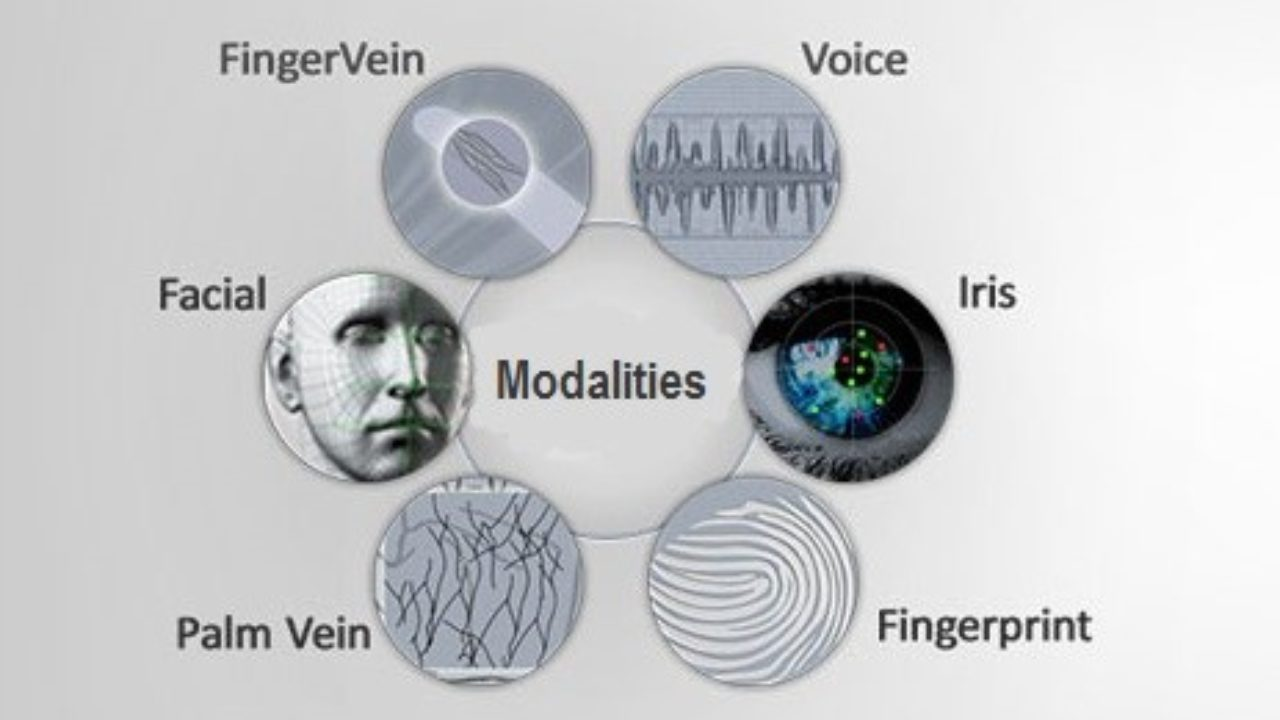 FingerVein
Voice
Facial
Iris
Modalities
Palm Vein
Fingerprint